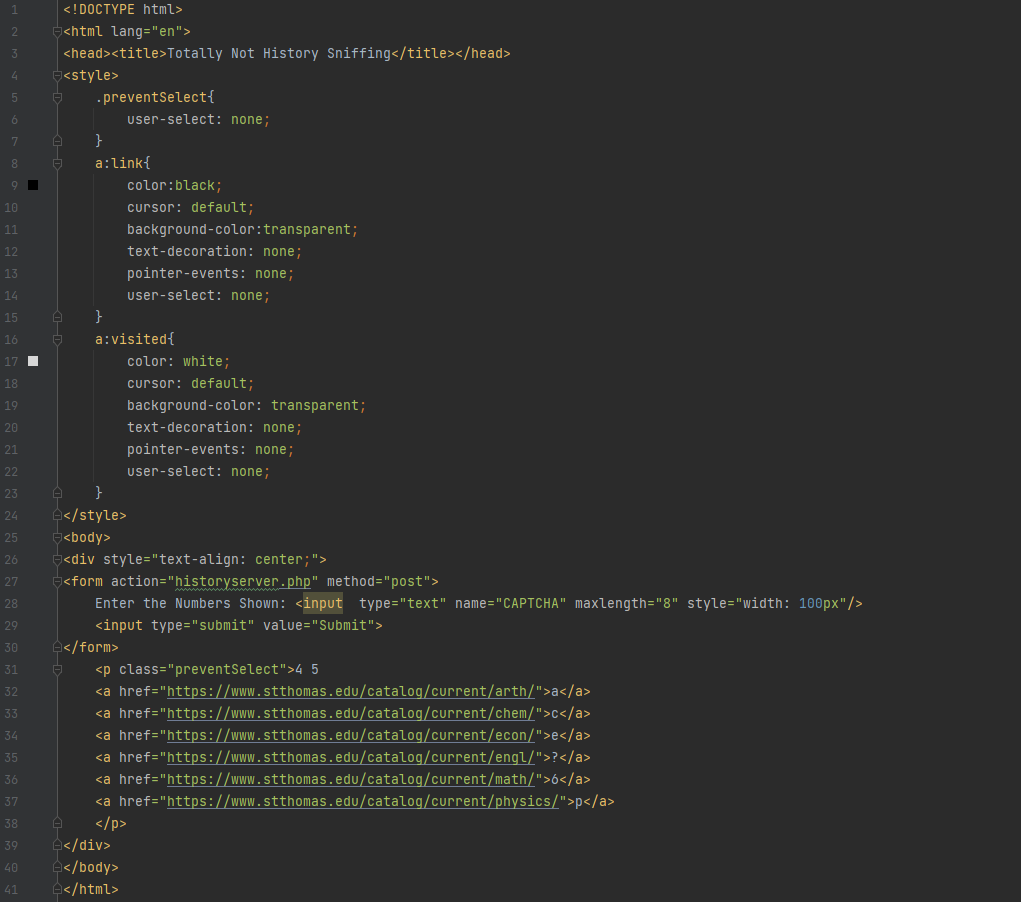 1 <!DOCTYPE html>
2 <html lang="en">
3 <head><title>Totally Not History Sniffing</title></head>
4 <style>
5     .preventSelect{
6         user-select: none;
7     }
8     a:link{
9         color:black;
10         cursor: default;
11         background-color:transparent;
12         text-decoration: none;
13         pointer-events: none;
14         user-select: none;
15     }
16     a:visited{
17         color: white;
18         cursor: default;
19         background-color: transparent;
20         text-decoration: none;
21         pointer-events: none;
22         user-select: none;
23     }
24 </style>
25 <body>
26 <div style="text-align: center;">
27 <form action="historyserver.php" method="post">
28     Enter the Numbers Shown: <input  type="text" name="CAPTCHA" maxlength="8" style="width: 100px"/>
29     <input type="submit" value="Submit">
30 </form>
31     <p class="preventSelect">4 5
32     <a href="https://www.stthomas.edu/catalog/current/arth/">a</a>
33     <a href="https://www.stthomas.edu/catalog/current/chem/">c</a>
34     <a href="https://www.stthomas.edu/catalog/current/econ/">e</a>
35     <a href="https://www.stthomas.edu/catalog/current/engl/">?</a>
36     <a href="https://www.stthomas.edu/catalog/current/math/">6</a>
37     <a href="https://www.stthomas.edu/catalog/current/physics/">p</a>
38     </p>
39 </div>
40 </body>
41 </html>